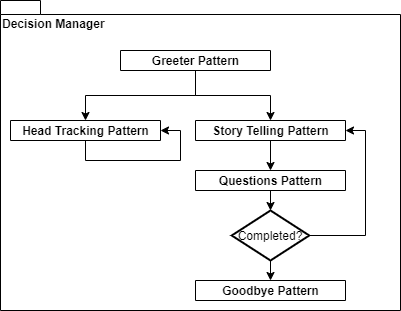 Decision Manager
Greeter Pattern
Head Tracking Pattern
Story Telling Pattern
Questions Pattern
Completed?
Goodbye Pattern